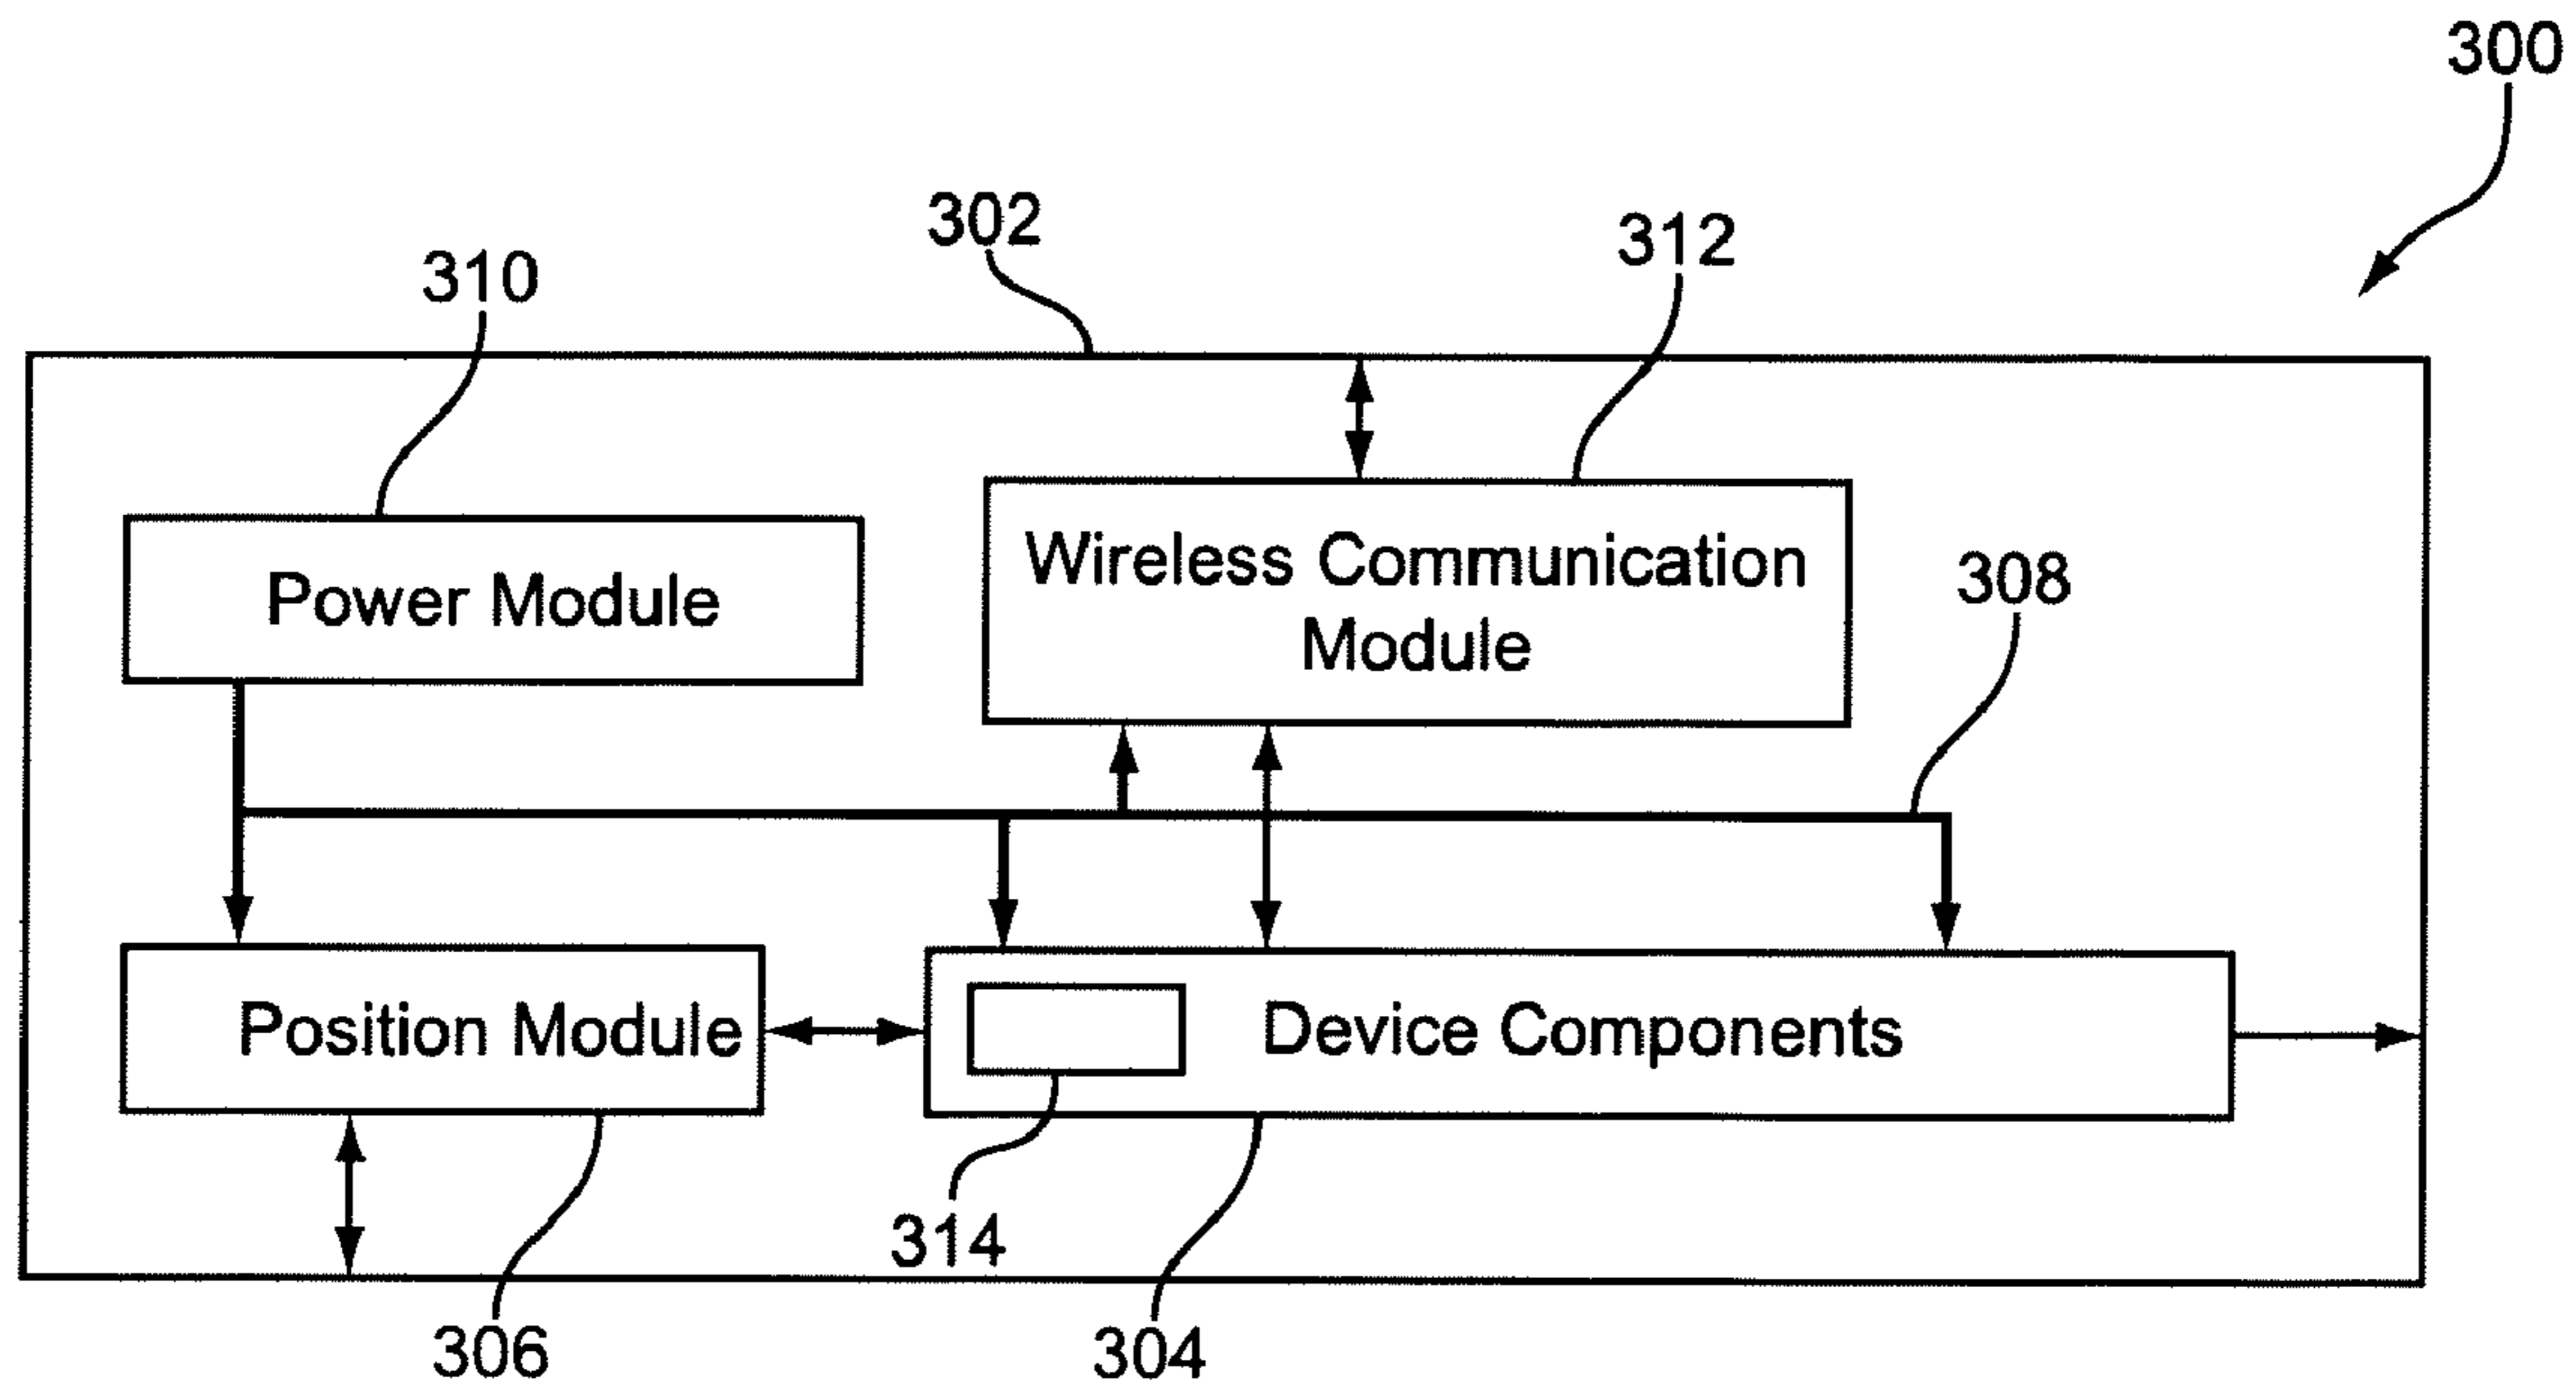 300
302
312
310
Wireless Communication
Module
308
Power Module
Position Module
Device Components
314
306
304